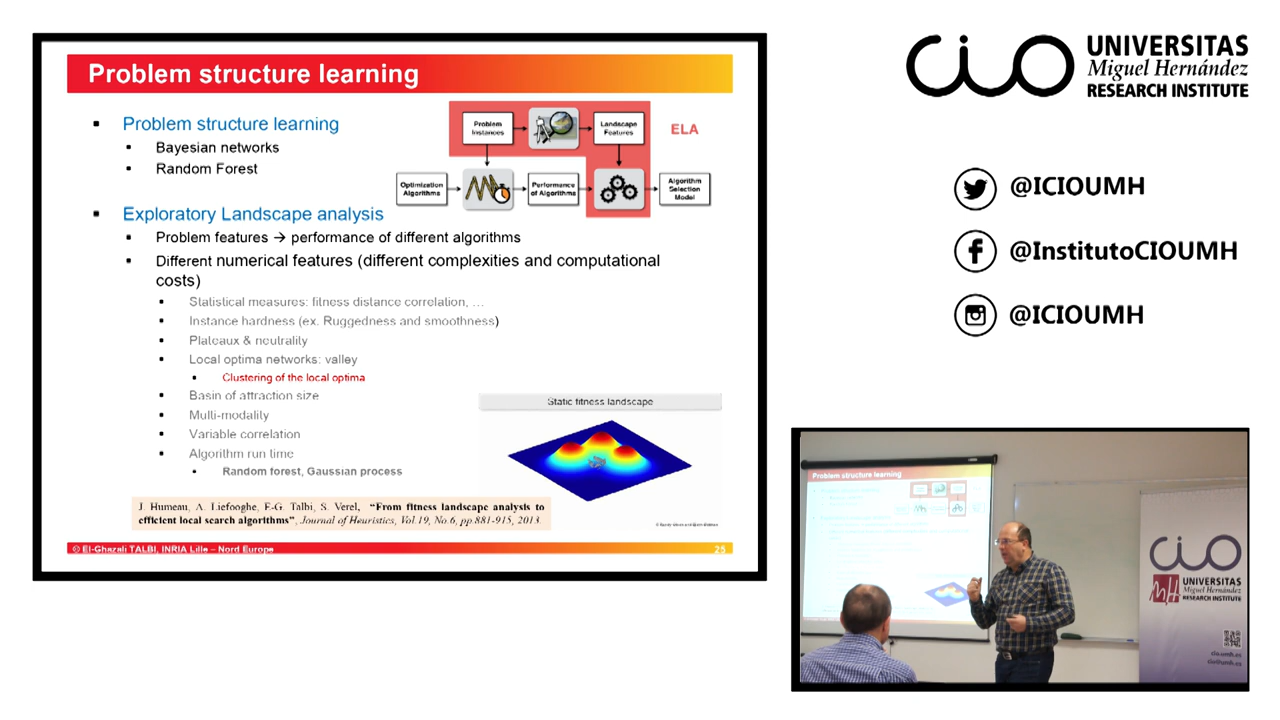 Problem structure learning
Problem structure learning
Bayesian networks
Random Forest
Problem Instances
Landscape Features
ELA
Optimization Algorithms
Performance of Algorithms
Algorithm Selection Model
Exploratory Landscape analysis
Problem features → performance of different algorithms
Different numerical features (different complexities and computational
costs)
Statistical measures: fitness distance correlation, …
Instance hardness (ex. Ruggedness and smoothness)
Plateaux & neutrality
Local optima networks: valley
Clustering of the local optima
Basin of attraction size
Multi-modality
Variable correlation
Algorithm run time
Random forest, Gaussian process
Static fitness landscape
J. Humeau, A. Liefooghe, E-G. Talbi, S. Verel, "From fitness landscape analysis to
efficient local search algorithms", Journal of Heuristics, Vol.19, No.6, pp.881-915, 2013.
© El-Ghazali TALBI, INRIA Lille – Nord Europe
25
CIO
UNIVERSITAS
Miguel Hernández
RESEARCH INSTITUTE
@ICIOUMH
@InstitutoCIOUMH
@ICIOUMH
Problem structure learning
CIO
UNIVERSITAS
Miguel Hernández
RESEARCH INSTITUTE